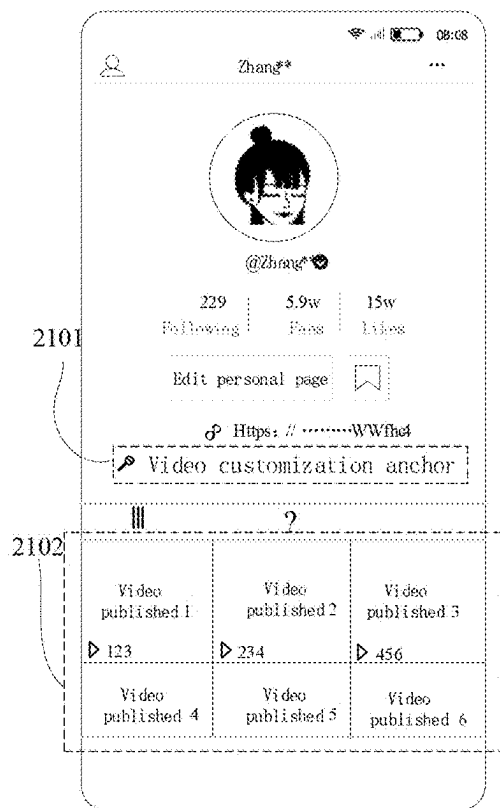 08:08
Zhang** ...
@Zhang**
229 5.9w 15w
Following Fans Likes
2101
Edit personal page
Https: // ········WWfhc4
Video customization anchor
?
2102
Video published 1
Video published 2
Video published 3
123 234 456
Video published 4
Video published 5
Video published 6